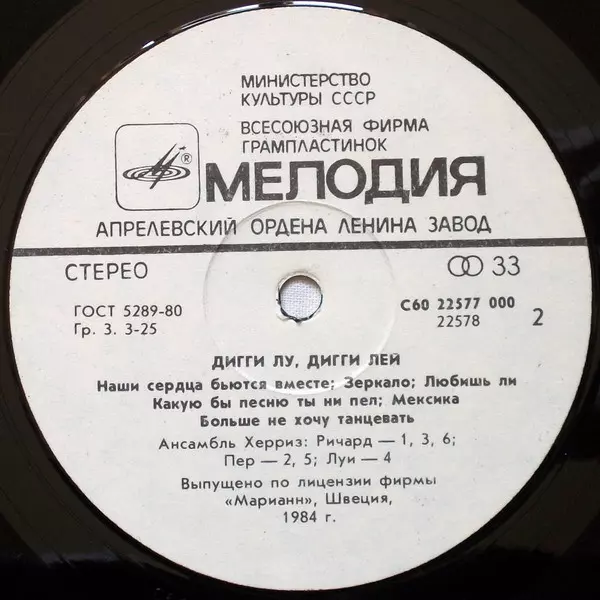 МИНИСТЕРСТВО
КУЛЬТУРЫ СССР
ВСЕСОЮЗНАЯ ФИРМА
ГРАМПЛАСТИНОК
®
МЕЛОДИЯ
АПРЕЛЕВСКИЙ ОРДЕНА ЛЕНИНА ЗАВОД
СТЕРЕО 33
ГОСТ 5289-80 С60 22577 000
Гр. 3. 3-25 22578 2
ДИГГИ ЛУ, ДИГГИ ЛЕЙ
Наши сердца бьются вместе; Зеркало; Любишь ли
Какую бы песню ты ни пел; Мексика
Больше не хочу танцевать
Ансамбль Херриз: Ричард — 1, 3, 6;
Пер — 2, 5; Луи — 4
Выпущено по лицензии фирмы
«Марианн», Швеция,
1984 г.